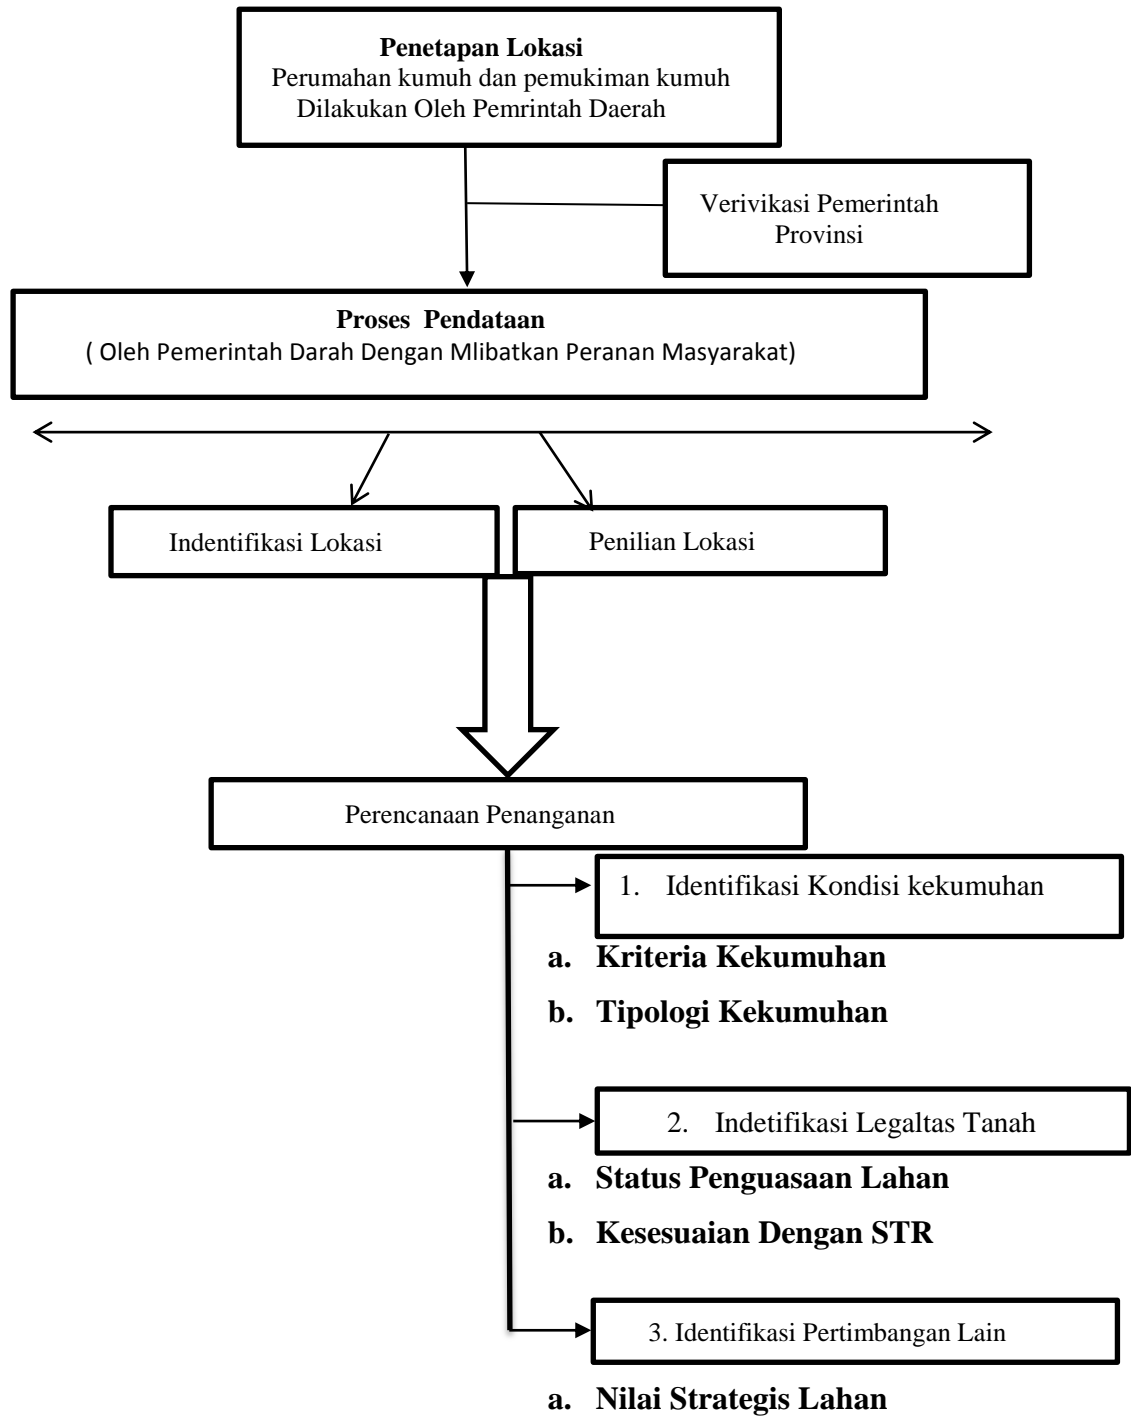 Penetapan Lokasi
Perumahan kumuh dan pemukiman kumuh
Dilakukan Oleh Pemrintah Daerah
Verivikasi Pemerintah
Provinsi
Proses Pendataan
( Oleh Pemerintah Darah Dengan Mlibatkan Peranan Masyarakat)
Indentifikasi Lokasi
Penilian Lokasi
Perencanaan Penanganan
1. Identifikasi Kondisi kekumuhan
a. Kriteria Kekumuhan
b. Tipologi Kekumuhan
2. Indetifikasi Legaltas Tanah
a. Status Penguasaan Lahan
b. Kesesuaian Dengan STR
3. Identifikasi Pertimbangan Lain
a. Nilai Strategis Lahan